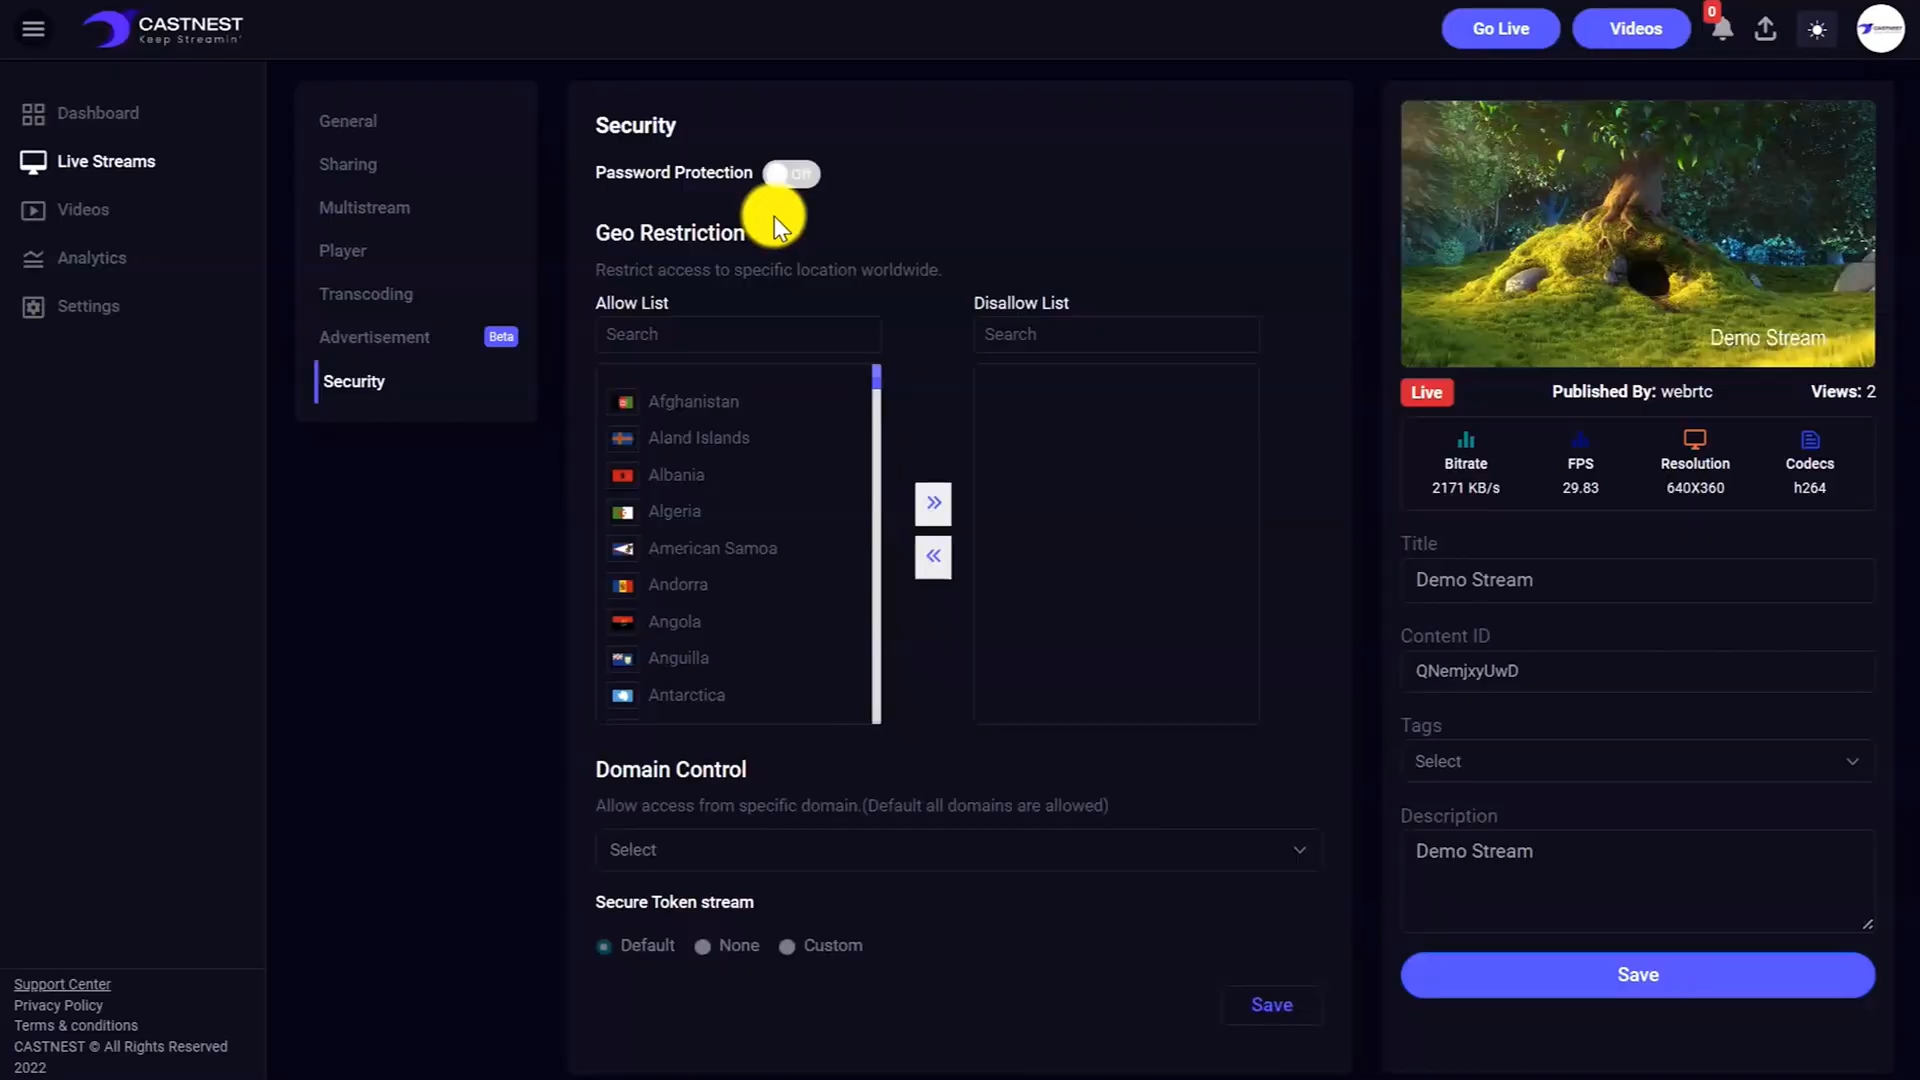 CASTNEST
Keep Streamin'
Go Live
Videos
0
Dashboard
Live Streams
Videos
Analytics
Settings
Support Center
Privacy Policy
Terms & conditions
CASTNEST © All Rights Reserved
2022
General
Sharing
Multistream
Player
Transcoding
Advertisement Beta
Security
Security
Password Protection Off
Geo Restriction
Restrict access to specific location worldwide.
Allow List
Search
Afghanistan
Aland Islands
Albania
Algeria
American Samoa
Andorra
Angola
Anguilla
Antarctica
Disallow List
Search
Domain Control
Allow access from specific domain.(Default all domains are allowed)
Select
Secure Token stream
Default None Custom
Save
Demo Stream
Live Published By: webrtc Views: 2
Bitrate FPS Resolution Codecs
2171 KB/s 29.83 640X360 h264
Title
Demo Stream
Content ID
QNemjxyUwD
Tags
Select
Description
Demo Stream
Save